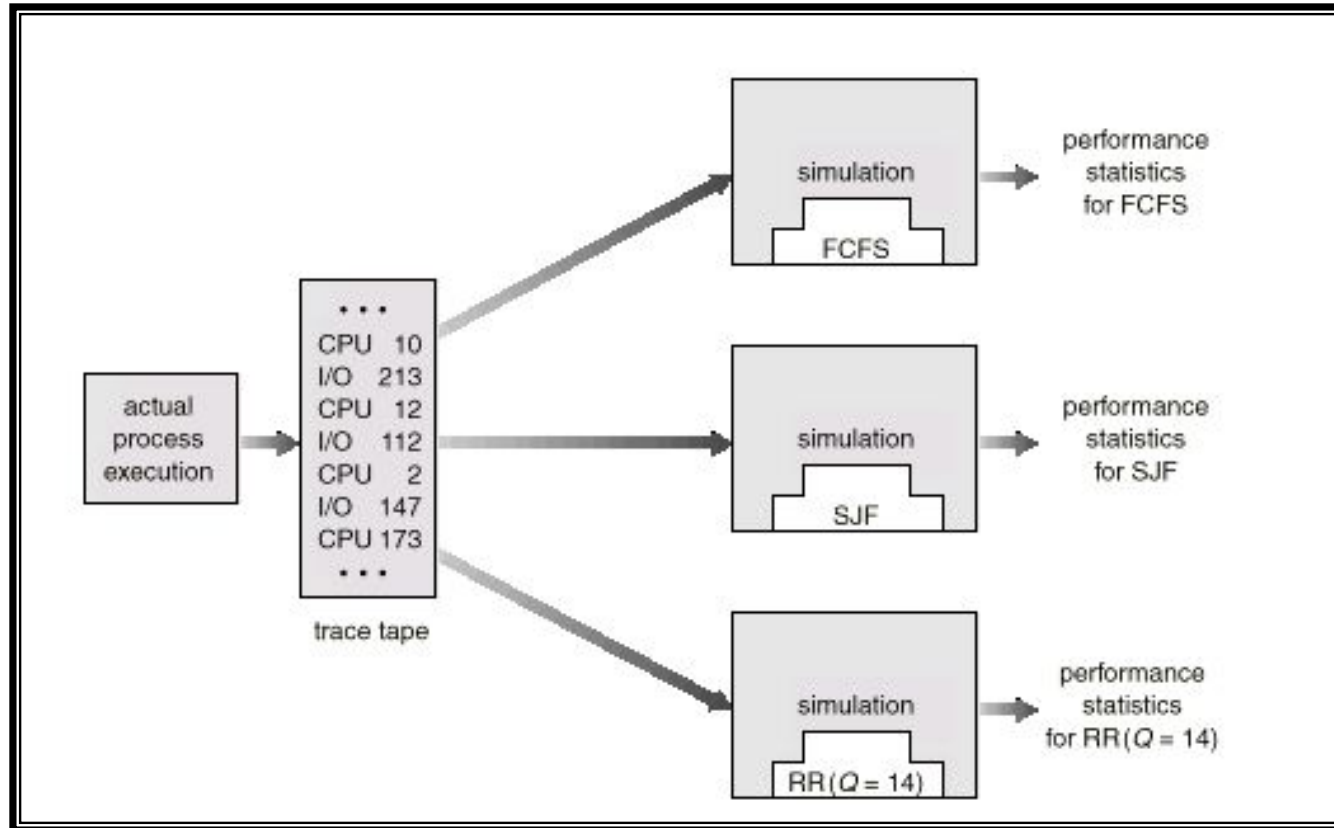 actual
process
execution
• • •
CPU 10
I/O 213
CPU 12
I/O 112
CPU 2
I/O 147
CPU 173
• • •
trace tape
simulation
FCFS
performance
statistics
for FCFS
simulation
SJF
performance
statistics
for SJF
simulation
RR(Q = 14)
performance
statistics
for RR(Q = 14)